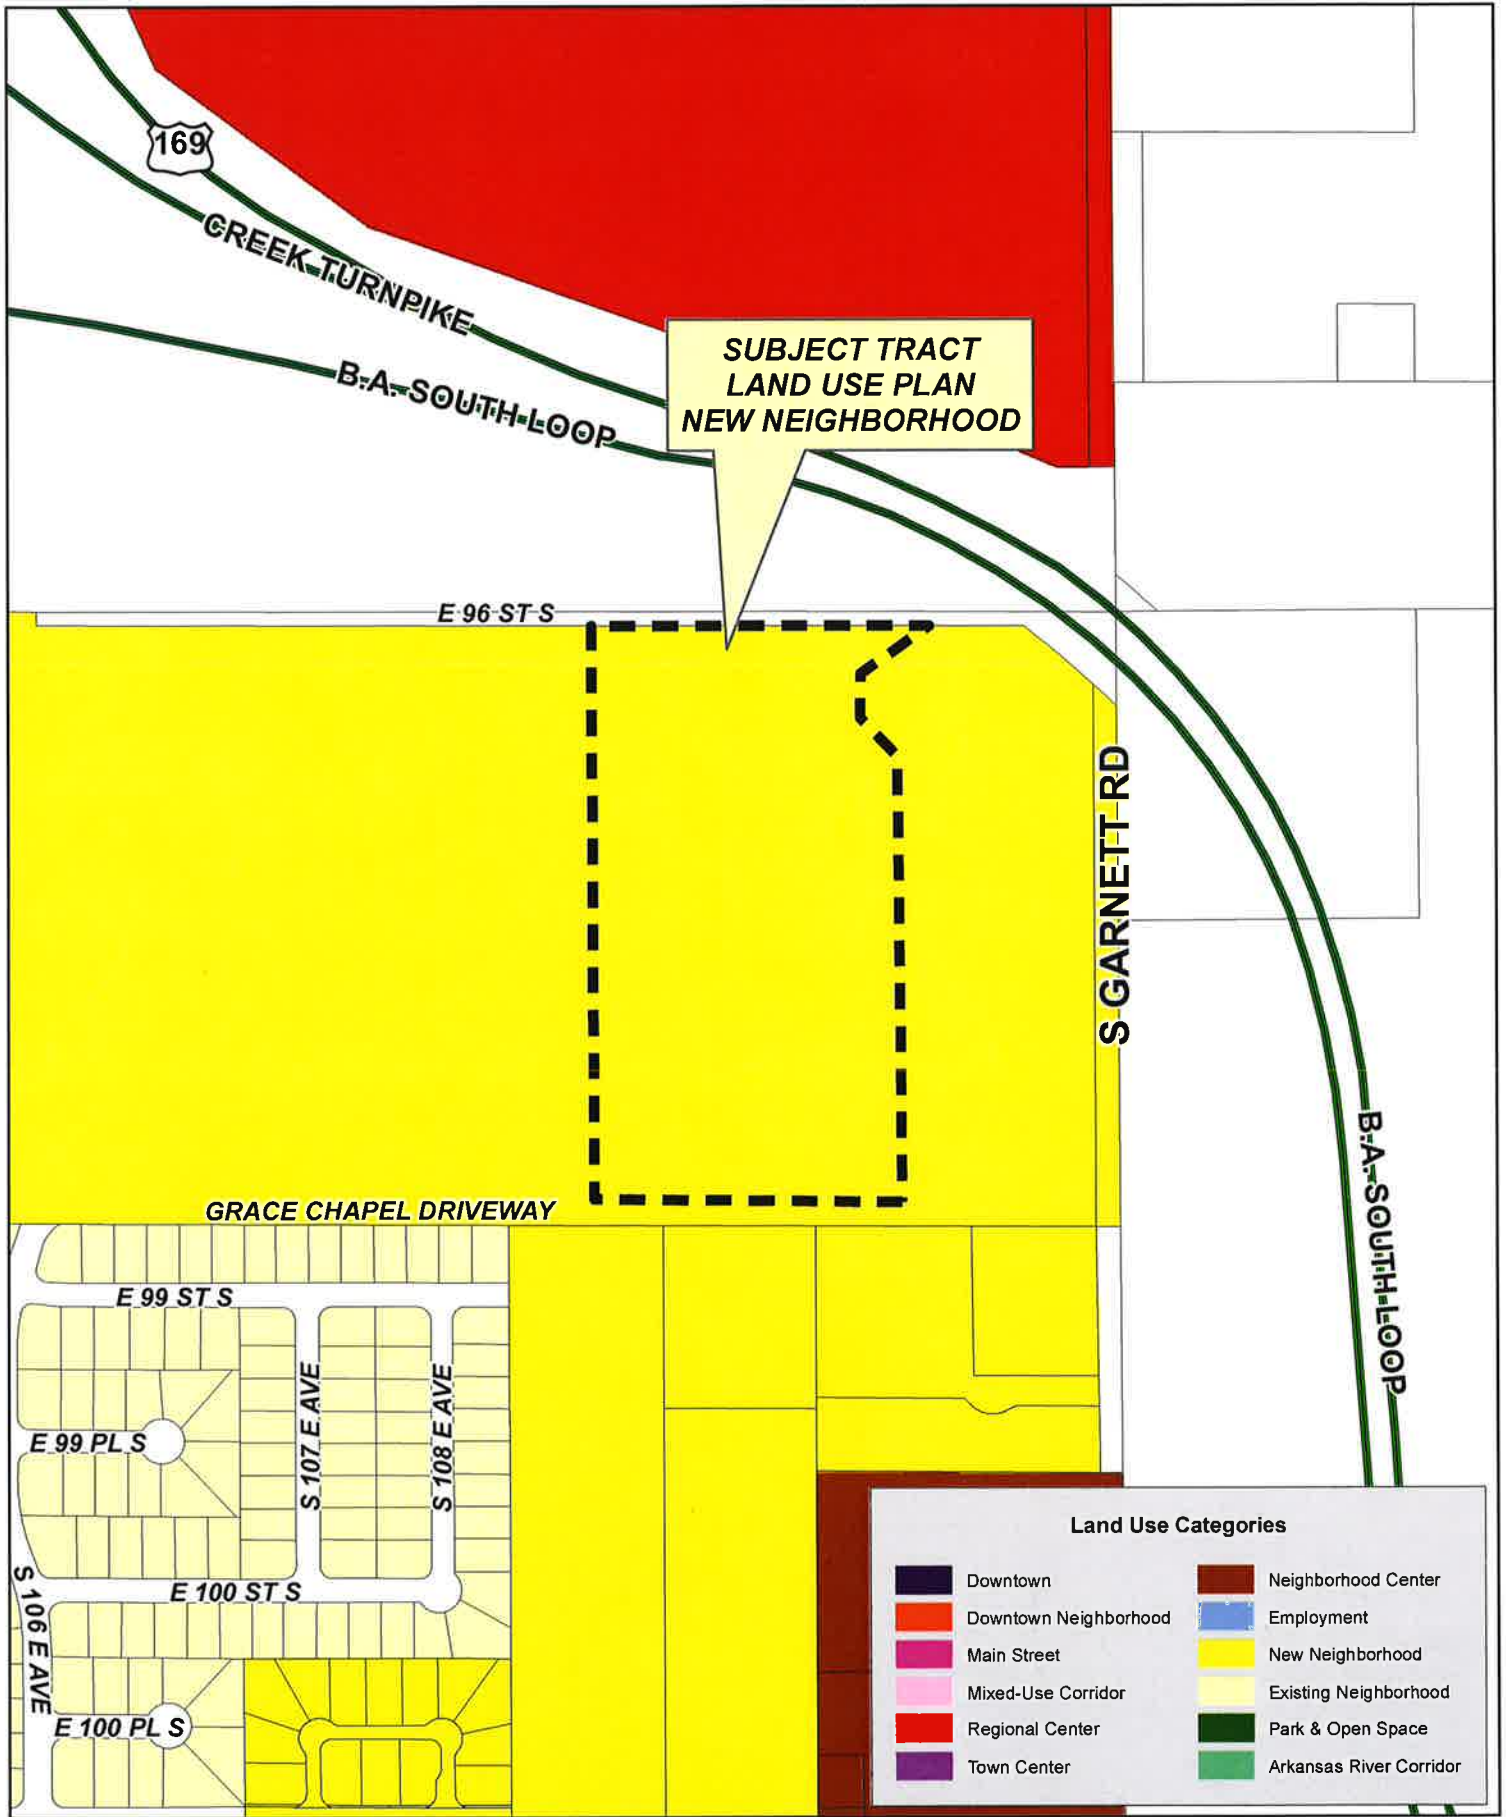 169
CREEK TURNPIKE
B.A. SOUTH LOOP
SUBJECT TRACT
LAND USE PLAN
NEW NEIGHBORHOOD
E 96 ST S
S GARNETT RD
B.A. SOUTH LOOP
GRACE CHAPEL DRIVEWAY
E 99 ST S
S 107 E AVE
S 108 E AVE
E 99 PL S
E 100 ST S
S 106 E AVE
E 100 PL S
Land Use Categories
Downtown
Downtown Neighborhood
Main Street
Mixed-Use Corridor
Regional Center
Town Center
Neighborhood Center
Employment
New Neighborhood
Existing Neighborhood
Park & Open Space
Arkansas River Corridor